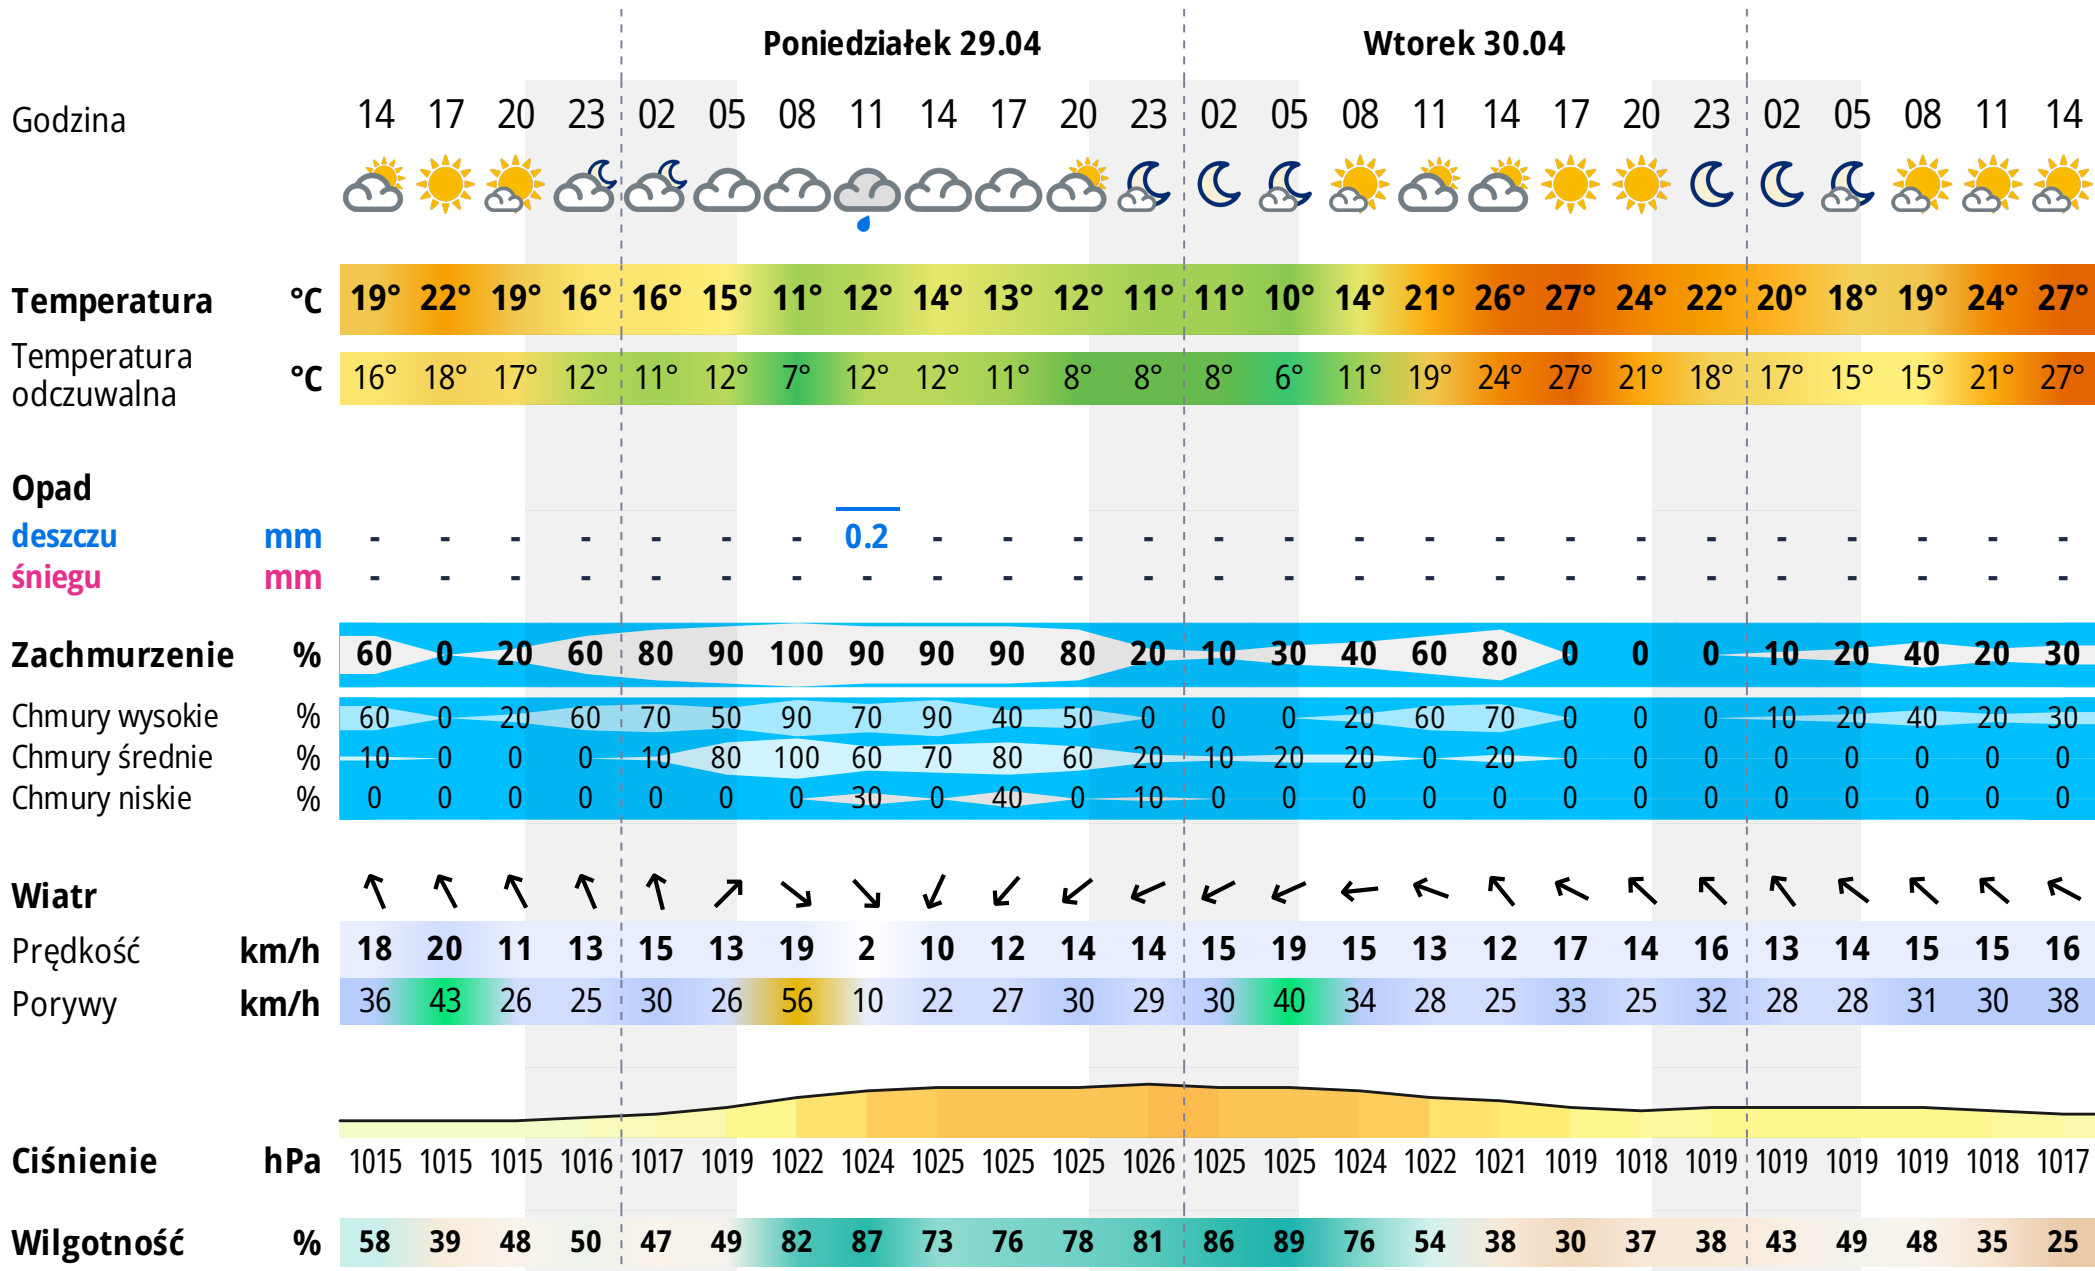 Poniedziałek 29.04 Wtorek 30.04
Godzina 14 17 20 23 02 05 08 11 14 17 20 23 02 05 08 11 14 17 20 23 02 05 08 11 14
Temperatura °C 19° 22° 19° 16° 16° 15° 11° 12° 14° 13° 12° 11° 11° 10° 14° 21° 26° 27° 24° 22° 20° 18° 19° 24° 27°
Temperatura
odczuwalna °C 16° 18° 17° 12° 11° 12° 7° 12° 12° 11° 8° 8° 8° 6° 11° 19° 24° 27° 21° 18° 17° 15° 15° 21° 27°
Opad
deszczu mm - - - - - - - 0.2 - - - - - - - - - - - - - - - - -
śniegu mm - - - - - - - - - - - - - - - - - - - - - - - - -
Zachmurzenie % 60 0 20 60 80 90 100 90 90 90 80 20 10 30 40 60 80 0 0 0 10 20 40 20 30
Chmury wysokie % 60 0 20 60 70 50 90 70 90 40 50 0 0 0 20 60 70 0 0 0 10 20 40 20 30
Chmury średnie % 10 0 0 0 10 80 100 60 70 80 60 20 10 20 20 0 20 0 0 0 0 0 0 0 0
Chmury niskie % 0 0 0 0 0 0 0 30 0 40 0 10 0 0 0 0 0 0 0 0 0 0 0 0 0
Wiatr
Prędkość km/h 18 20 11 13 15 13 19 2 10 12 14 14 15 19 15 13 12 17 14 16 13 14 15 15 16
Porywy km/h 36 43 26 25 30 26 56 10 22 27 30 29 30 40 34 28 25 33 25 32 28 28 31 30 38
Ciśnienie hPa 1015 1015 1015 1016 1017 1019 1022 1024 1025 1025 1025 1026 1025 1025 1024 1022 1021 1019 1018 1019 1019 1019 1019 1018 1017
Wilgotność % 58 39 48 50 47 49 82 87 73 76 78 81 86 89 76 54 38 30 37 38 43 49 48 35 25